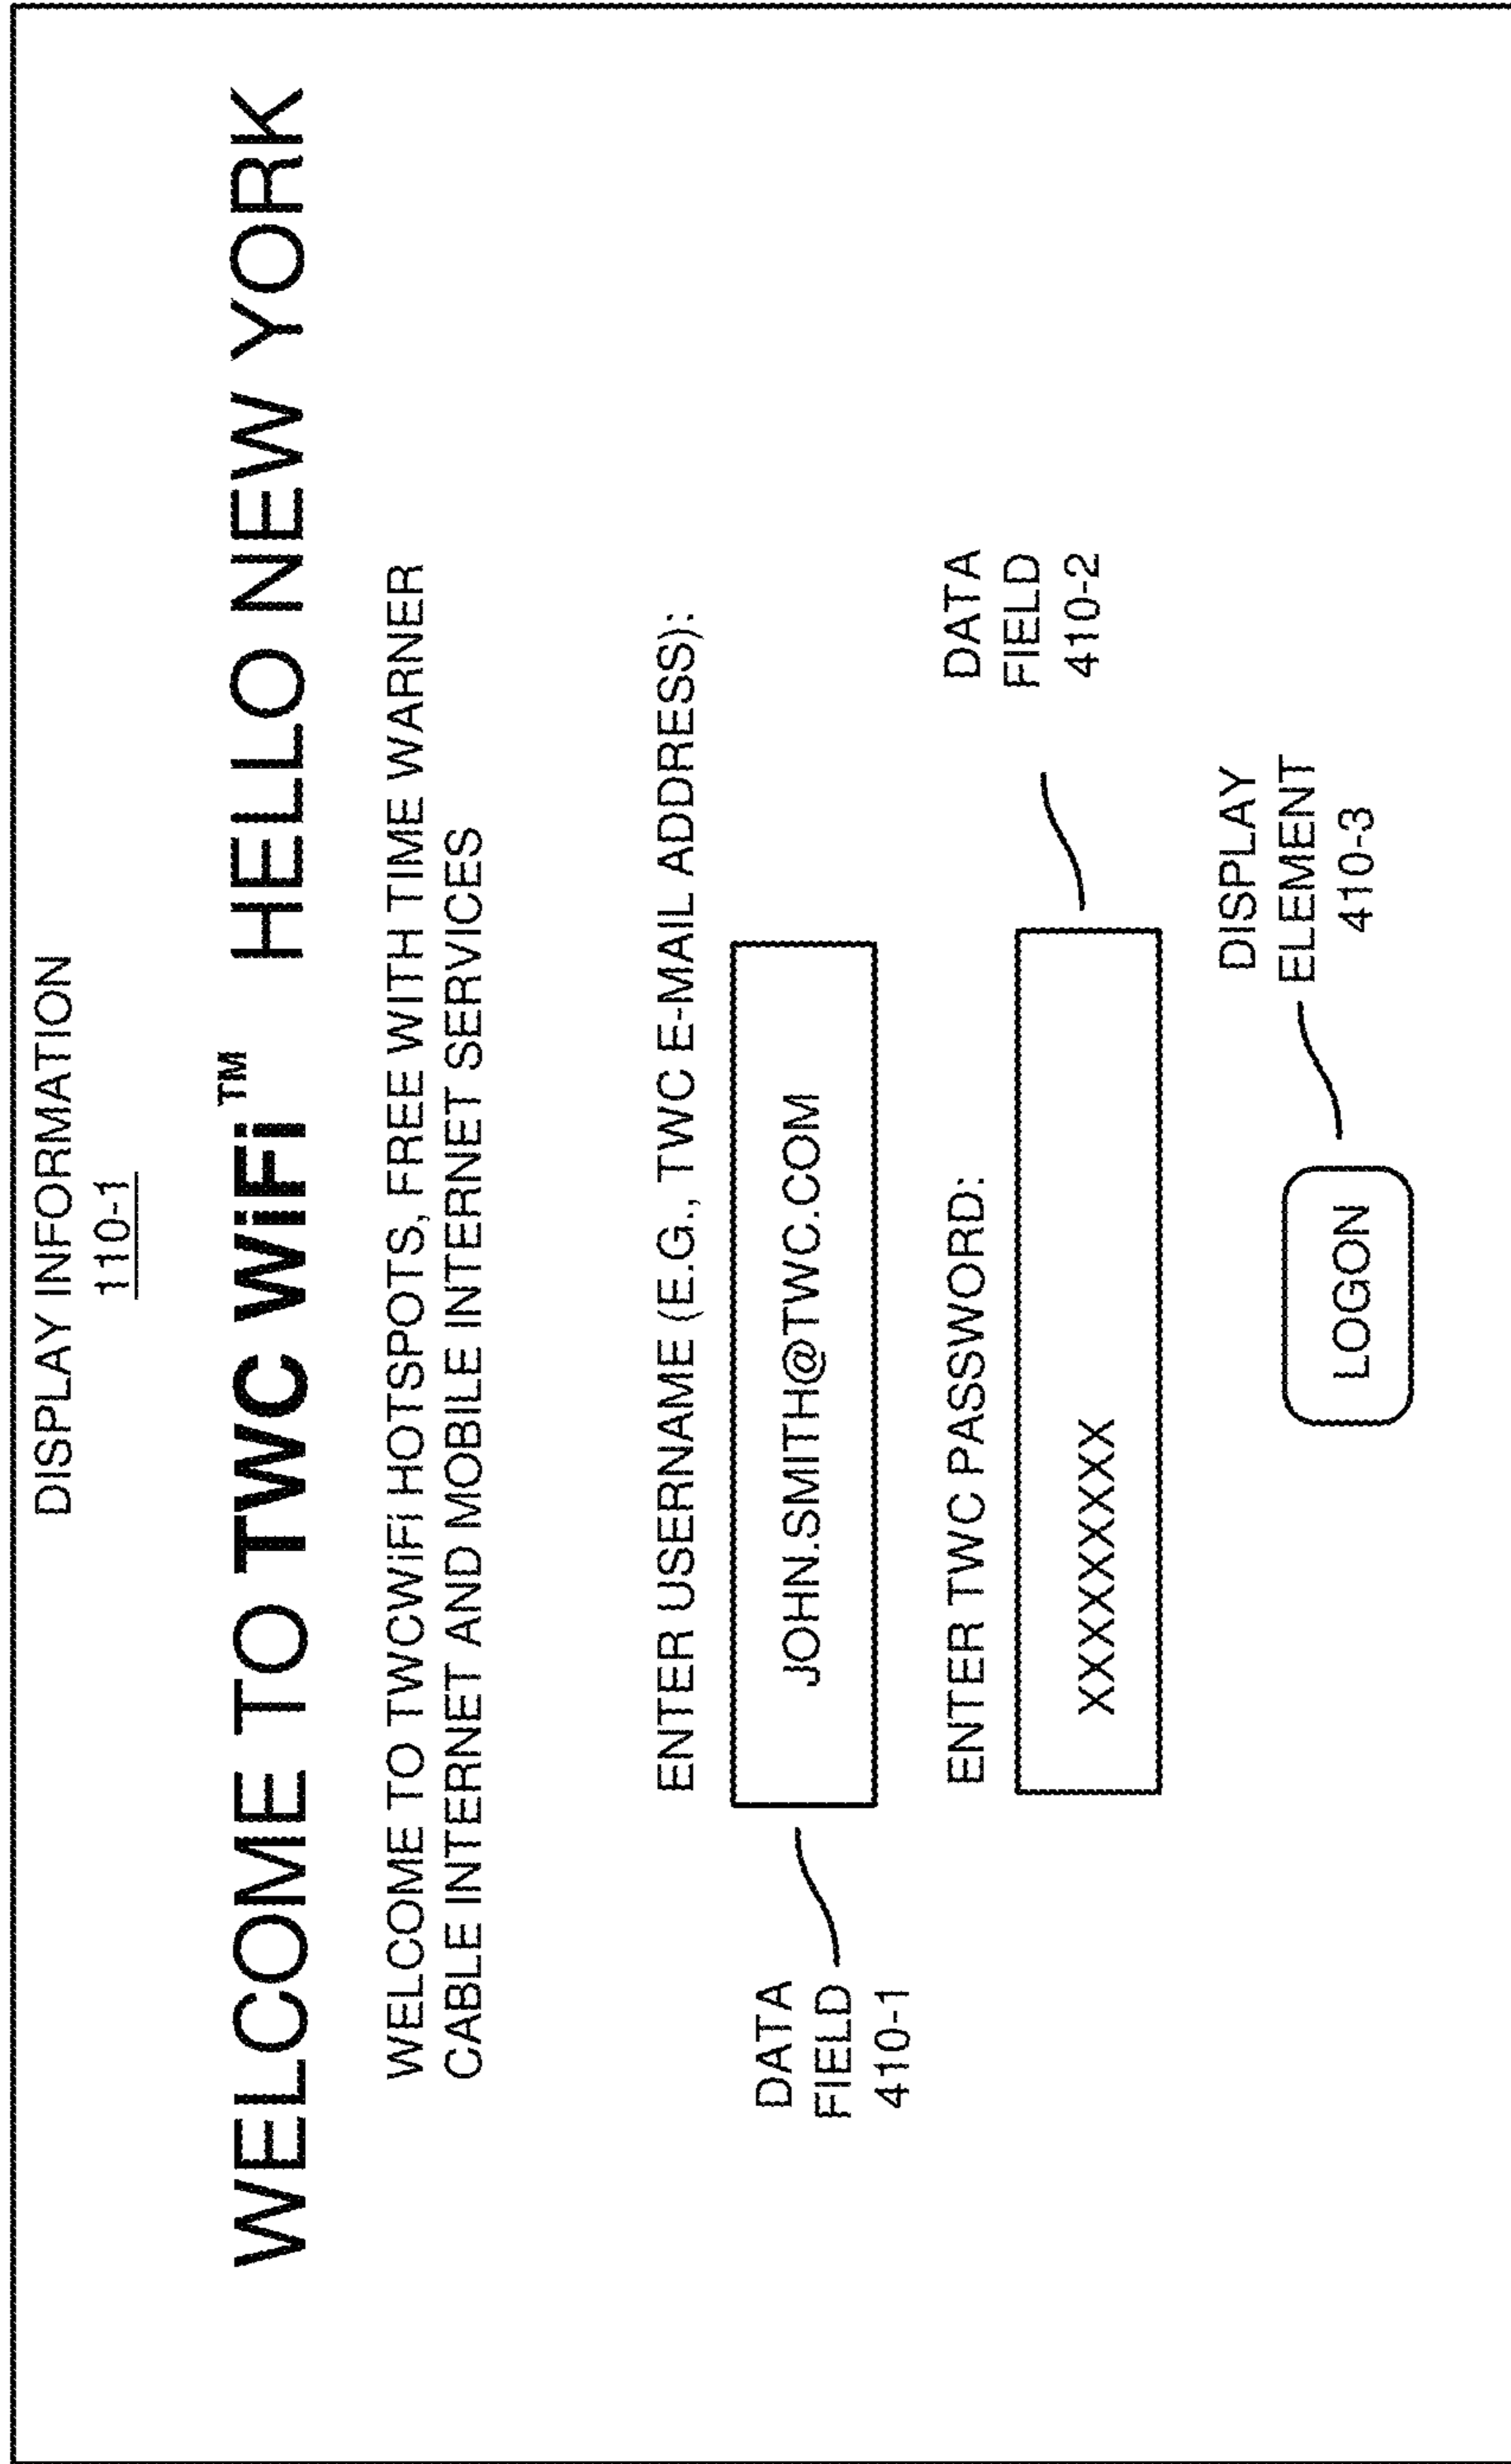 DISPLAY INFORMATION
110-1
WELCOME TO TWC WiFi™ HELLO NEW YORK
WELCOME TO TWCWiFi HOTSPOTS, FREE WITH TIME WARNER
CABLE INTERNET AND MOBILE INTERNET SERVICES
ENTER USERNAME (E.G., TWC E-MAIL ADDRESS):
JOHN.SMITH@TWC.COM
DATA
FIELD
410-1
ENTER TWC PASSWORD:
XXXXXXXXX
DATA
FIELD
410-2
LOGON
DISPLAY
ELEMENT
410-3